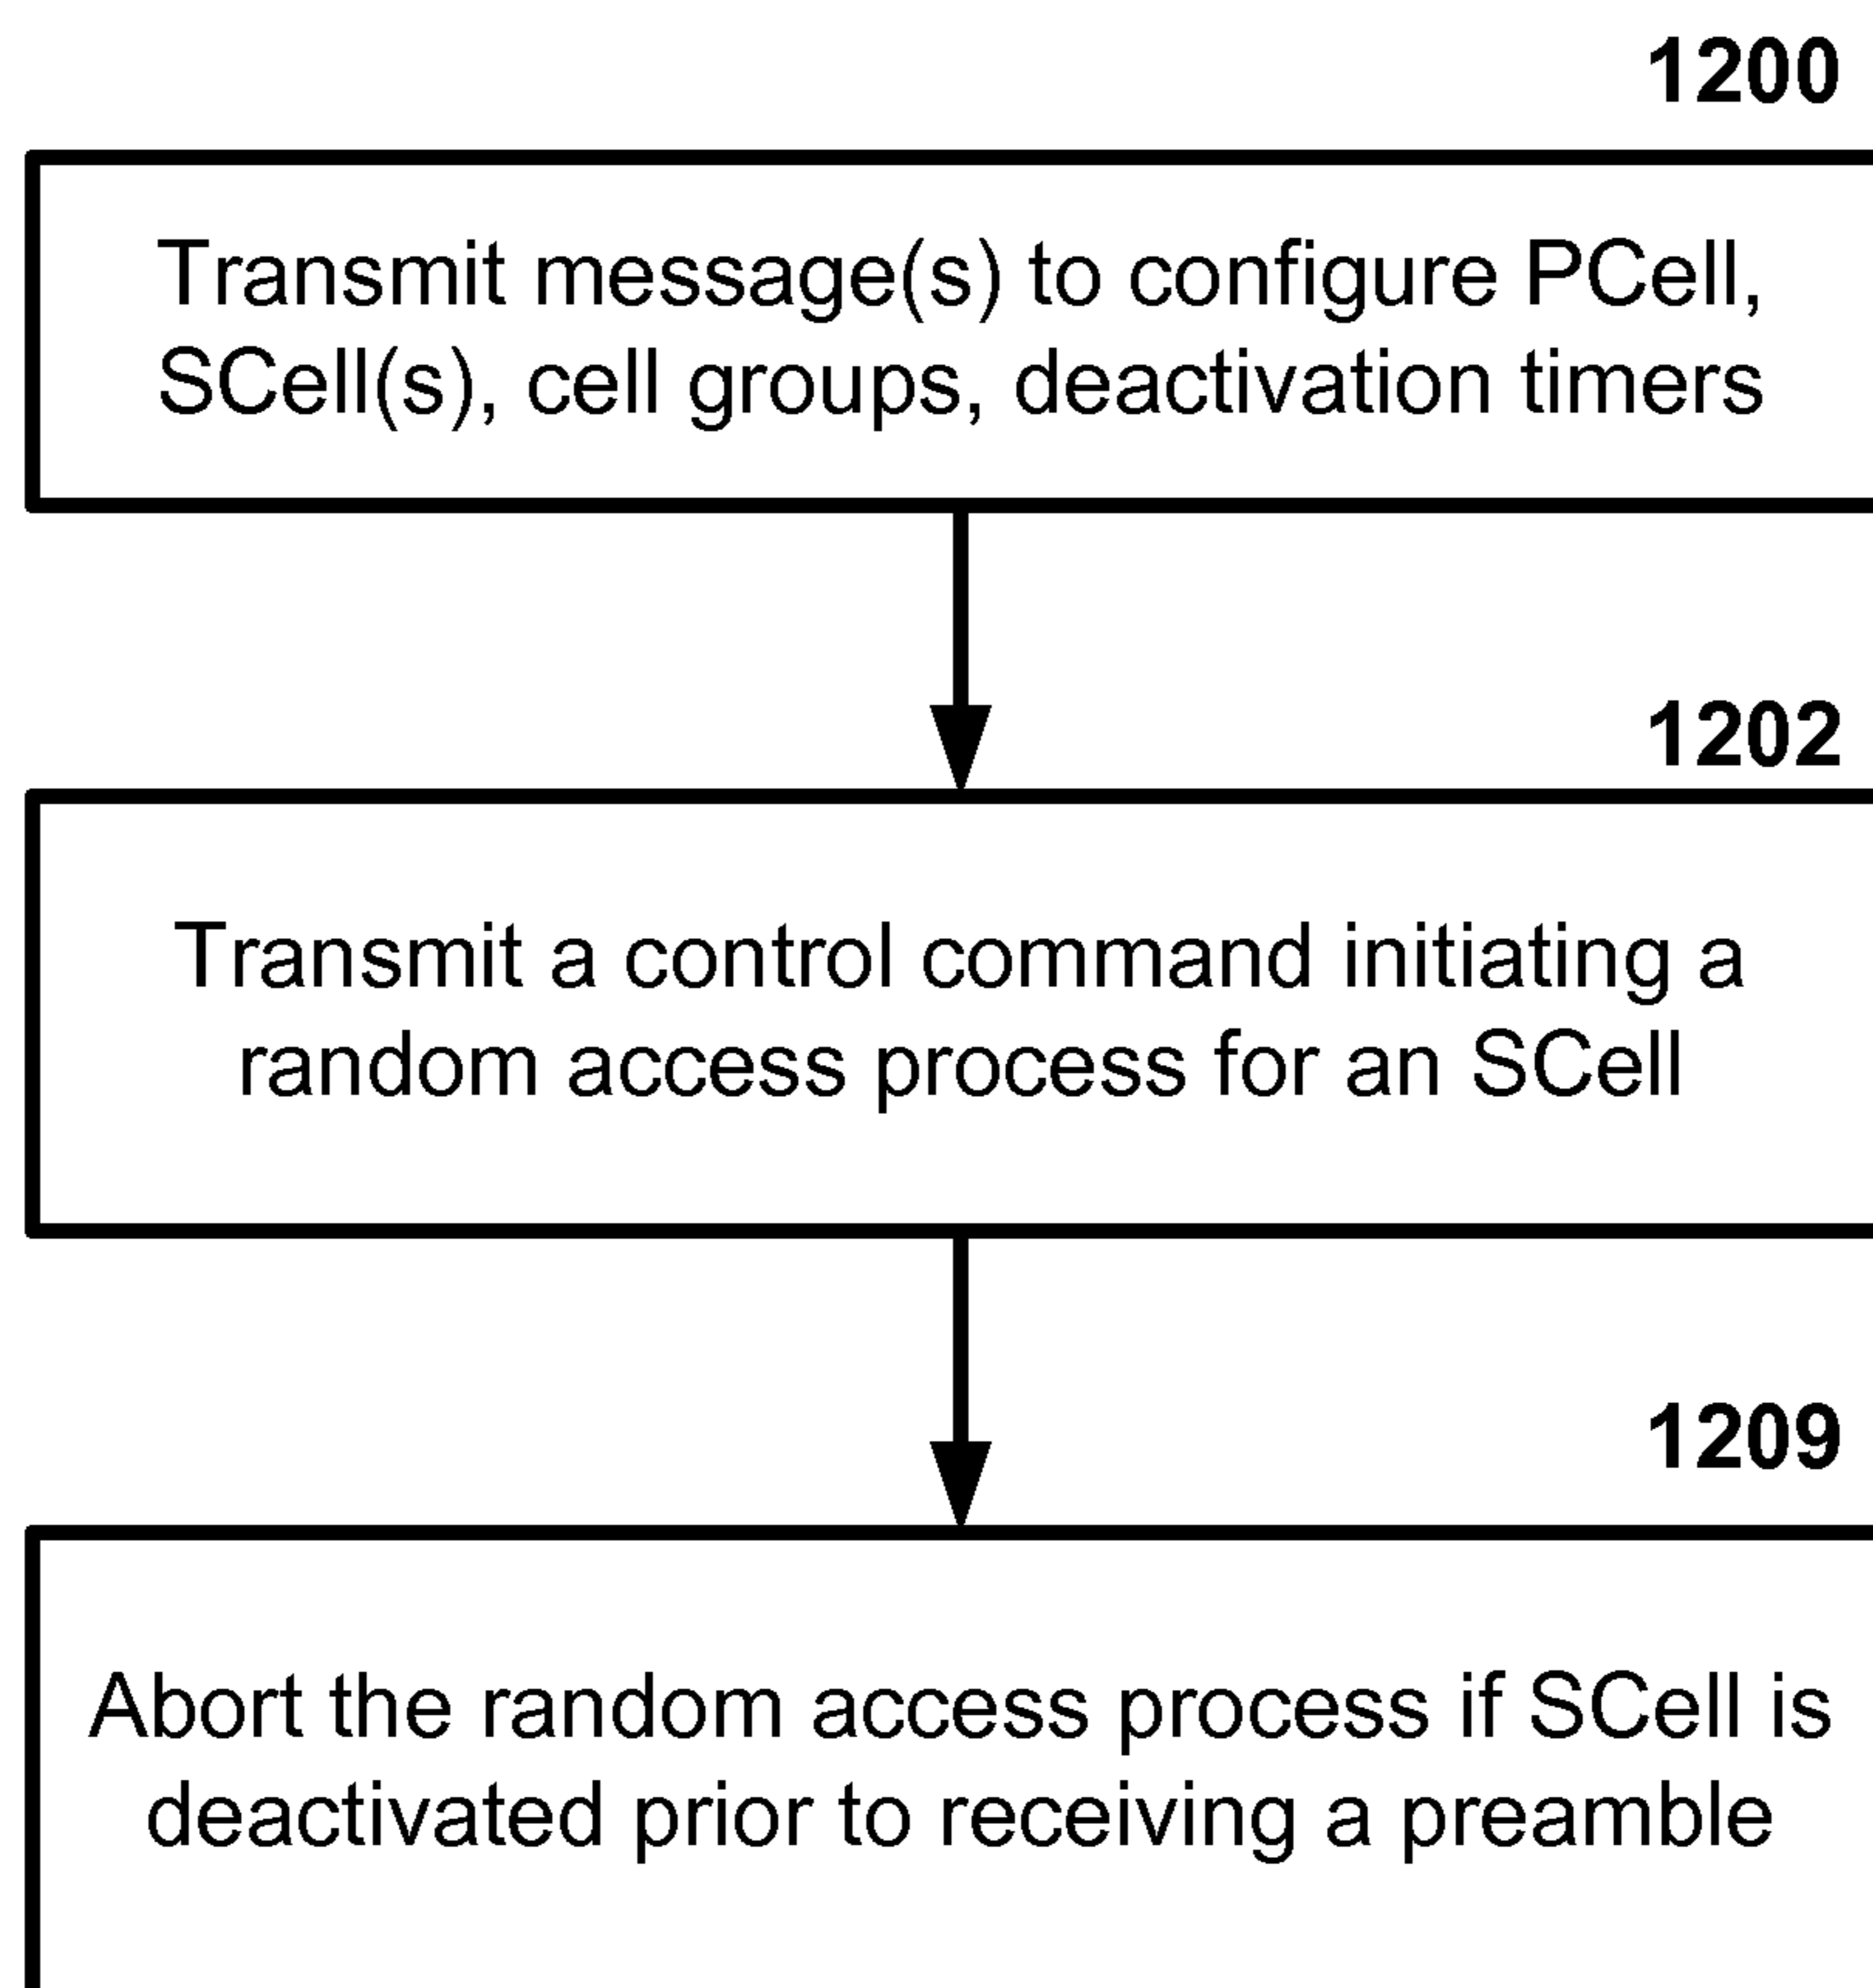 1200
Transmit message(s) to configure PCell,
SCell(s), cell groups, deactivation timers
1202
Transmit a control command initiating a
random access process for an SCell
1209
Abort the random access process if SCell is
deactivated prior to receiving a preamble